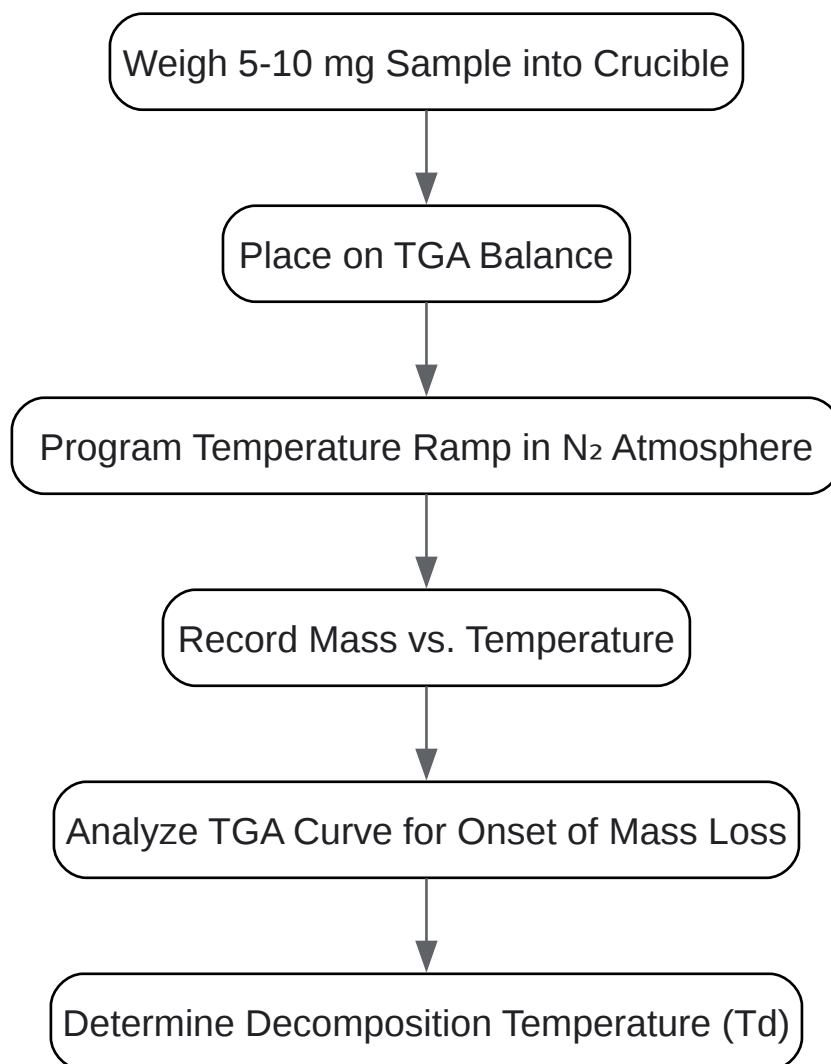 Weigh 5-10 mg Sample into Crucible
Place on TGA Balance
Program Temperature Ramp in N₂ Atmosphere
Record Mass vs. Temperature
Analyze TGA Curve for Onset of Mass Loss
Determine Decomposition Temperature (Td)